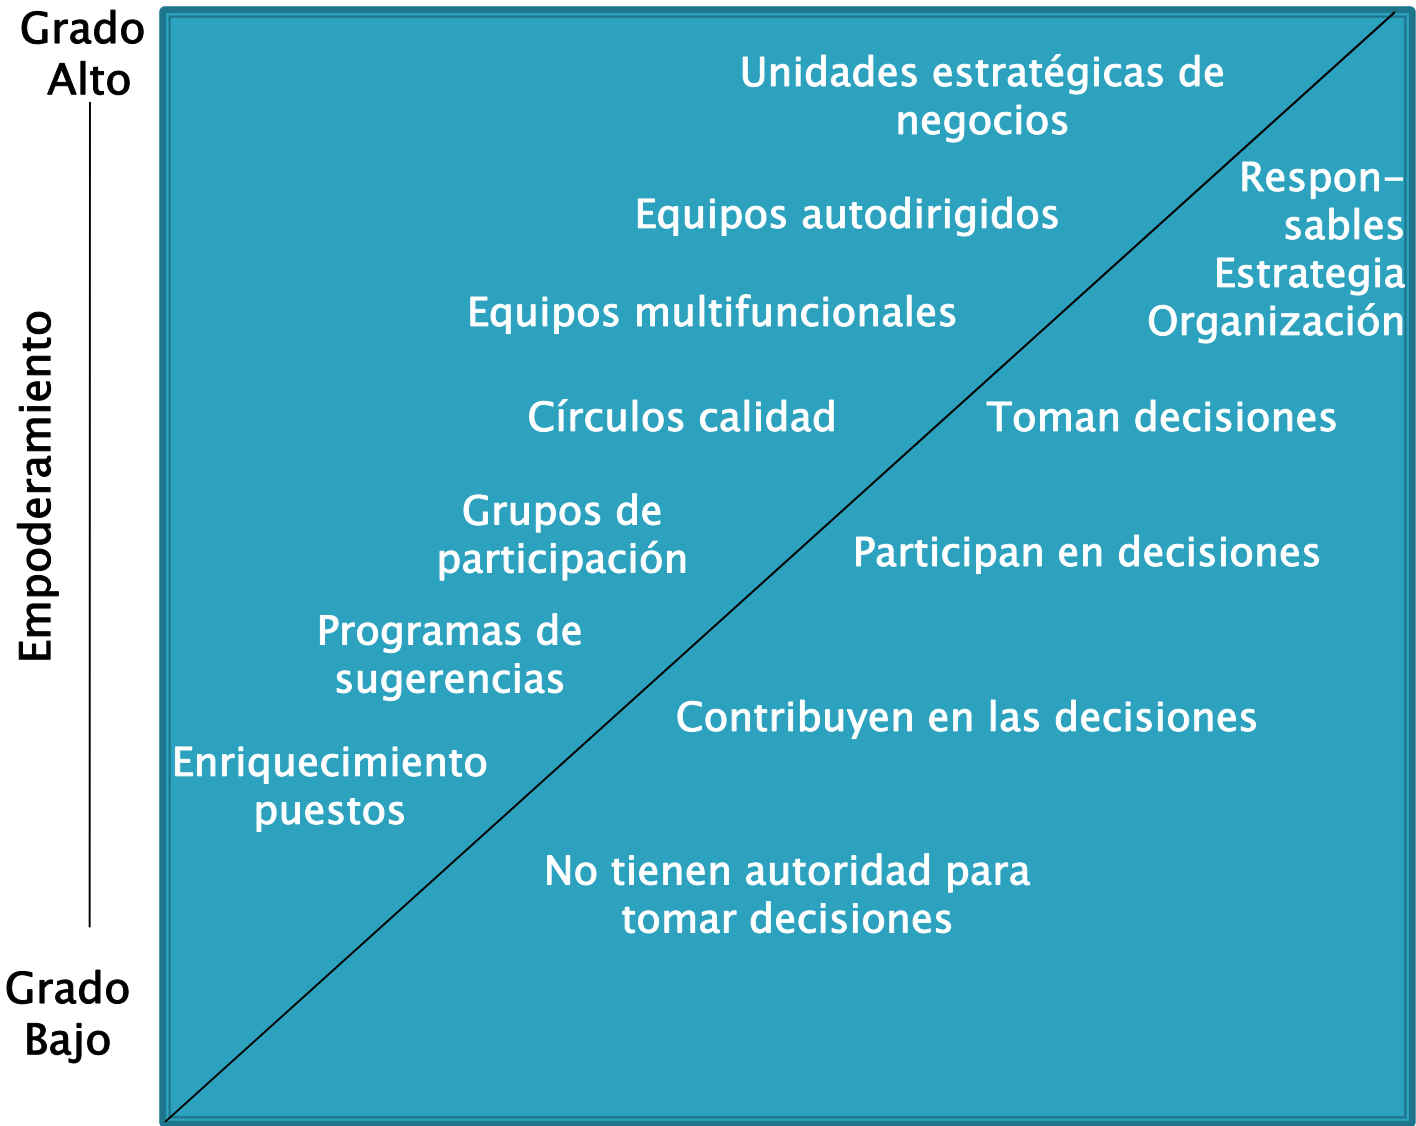 Grado
Alto
Empoderamiento
Grado
Bajo
Unidades estratégicas de
negocios
Equipos autodirigidos
Equipos multifuncionales
Círculos calidad
Grupos de
participación
Programas de
sugerencias
Enriquecimiento
puestos
Respon-
sables
Estrategia
Organización
Toman decisiones
Participan en decisiones
Contribuyen en las decisiones
No tienen autoridad para
tomar decisiones